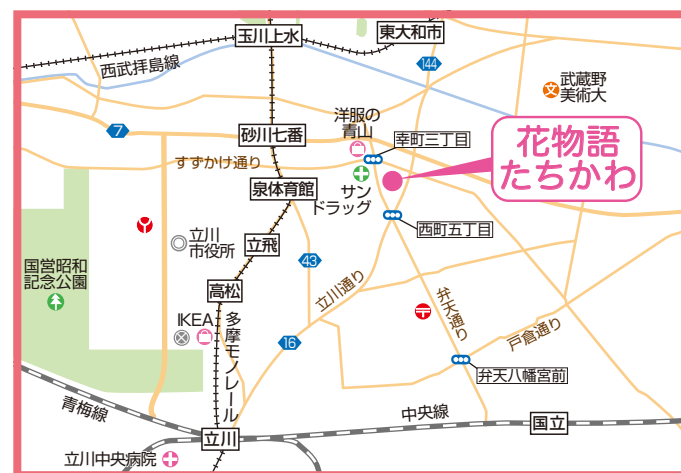 玉川上水
東大和市
西武拝島線
144
武蔵野
美術大
7
洋服の
青山
砂川七番
幸町三丁目
花物語
たちかわ
すずかけ通り
泉体育館
サン
ドラッグ
西町五丁目
立川
市役所
立飛
国営昭和
記念公園
43
高松
立川通り
弁天通り
IKEA
多摩モノレール
16
戸倉通り
弁天八幡宮前
青梅線
中央線
立川
国立
立川中央病院